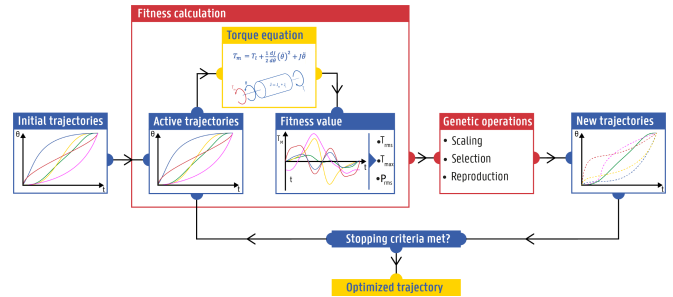 Fitness calculation
Torque equation
T_m = T_l + 1/2 dJ/dθ (θ̇)² + Jθ̈
Initial trajectories
θ
t
Active trajectories
θ
t
Fitness value
T_M
t
•T_rms
•T_max
•P_rms
Genetic operations
• Scaling
• Selection
• Reproduction
New trajectories
θ
t
Stopping criteria met?
Optimized trajectory